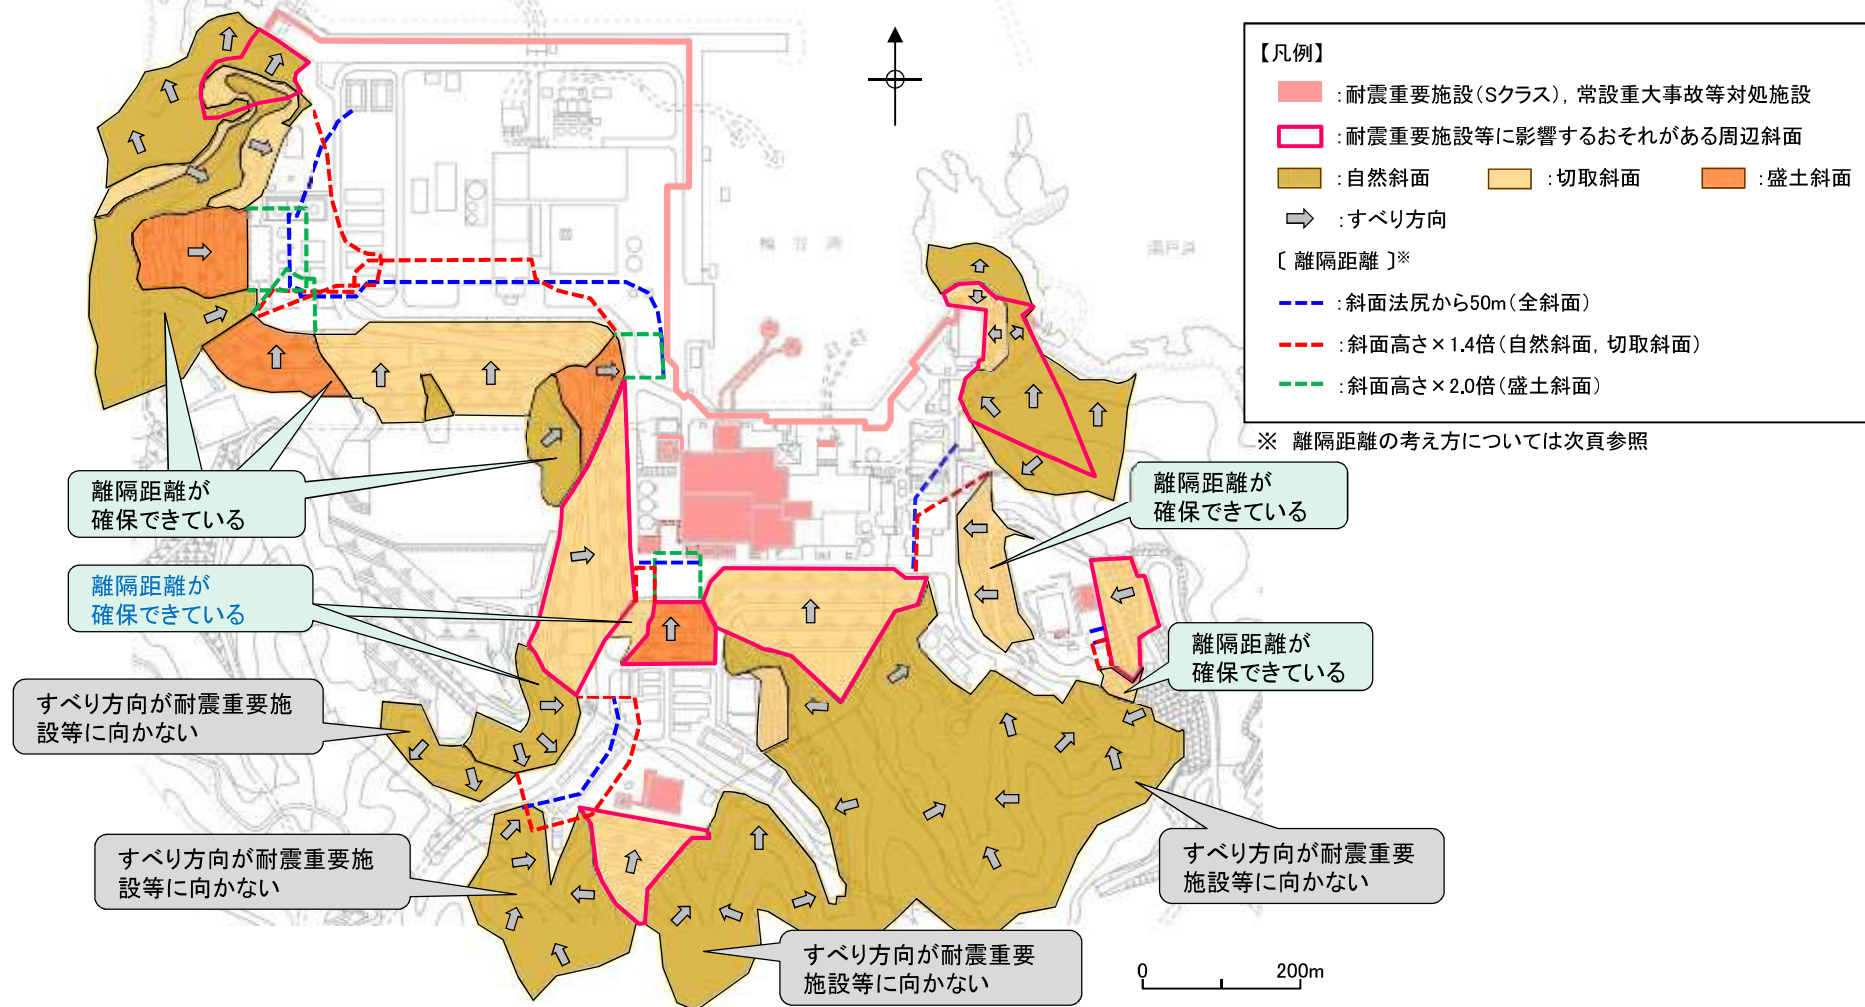 【凡例】
:耐震重要施設(Sクラス),常設重大事故等対処施設
:耐震重要施設等に影響するおそれがある周辺斜面
:自然斜面
:切取斜面
:盛土斜面
:すべり方向
〔 離隔距離 〕※
:斜面法尻から50m(全斜面)
:斜面高さ×1.4倍(自然斜面,切取斜面)
:斜面高さ×2.0倍(盛土斜面)
※ 離隔距離の考え方については次頁参照
輪谷湾
離隔距離が
確保できている
離隔距離が
確保できている
離隔距離が
確保できている
離隔距離が
確保できている
すべり方向が耐震重要施
設等に向かない
すべり方向が耐震重要施
設等に向かない
すべり方向が耐震重要
施設等に向かない
すべり方向が耐震重要
施設等に向かない
0
200m